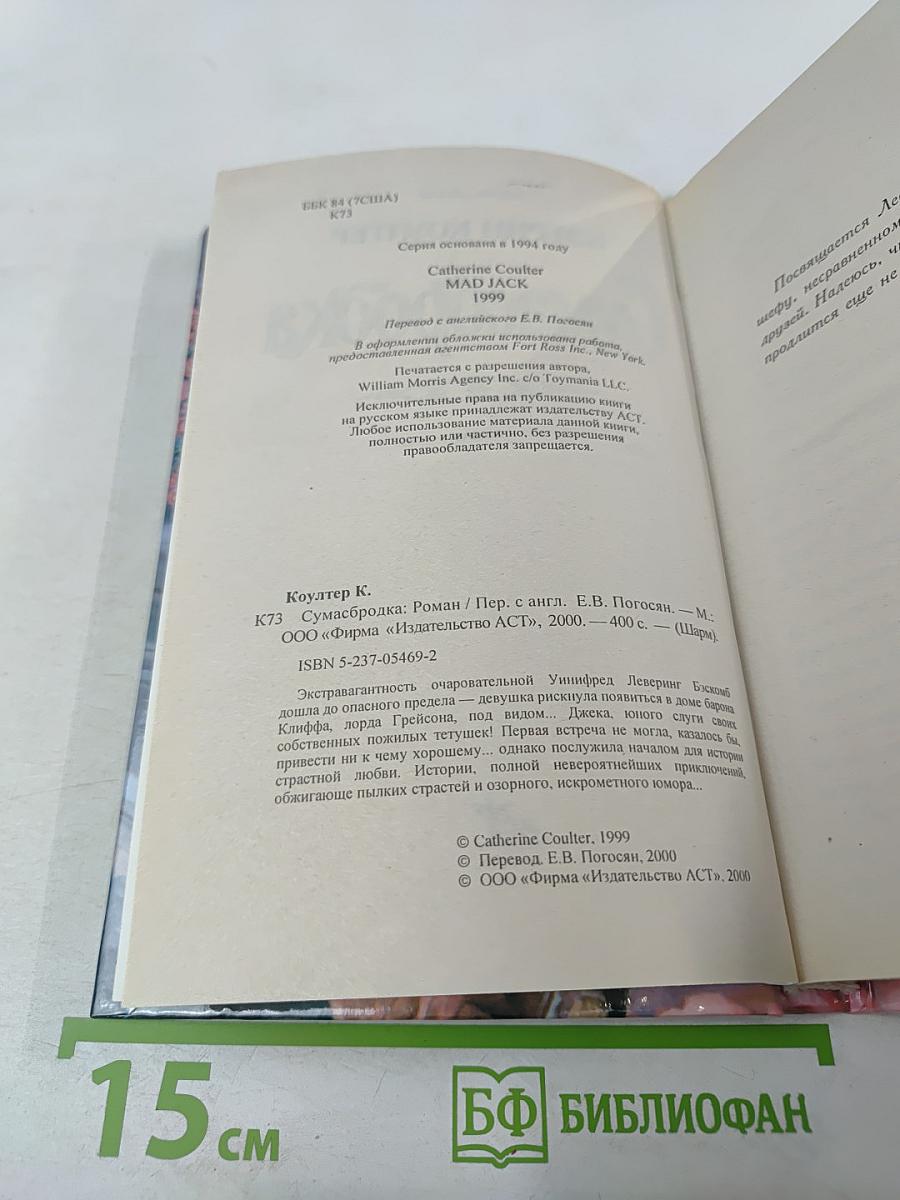 ББК 84 (7США)
К73
Серия основана в 1994 году
Catherine Coulter
MAD JACK
1999
Перевод с английского Е.В. Погосян
В оформлении обложки использована работа,
предоставленная агентством Fort Ross Inc., New York.
Печатается с разрешения автора,
William Morris Agency Inc. c/o Toymania LLC.
Исключительные права на публикацию книги
на русском языке принадлежат издательству АСТ.
Любое использование материала данной книги,
полностью или частично, без разрешения
правообладателя запрещается.
Коултер К.
К73 Сумасбродка: Роман / Пер. с англ. Е.В. Погосян. — М.:
ООО «Фирма «Издательство АСТ», 2000. — 400 с. — (Шарм).
ISBN 5-237-05469-2
Экстравагантность очаровательной Уинифред Леверинг Бэскомб
дошла до опасного предела — девушка рискнула появиться в доме барона
Клиффа, лорда Грейсона, под видом... Джека, юного слуги своих
собственных пожилых тетушек! Первая встреча не могла, казалось бы,
привести ни к чему хорошему... однако послужила началом для истории
страстной любви. Истории, полной невероятнейших приключений,
обжигающе пылких страстей и озорного, искрометного юмора...
© Catherine Coulter, 1999
© Перевод. Е.В. Погосян, 2000
© ООО «Фирма «Издательство АСТ», 2000
Посвящается
шефу, несравненном
друзей. Надеюсь,
продлится еще не
15 см
БФ БИБЛИОФАН